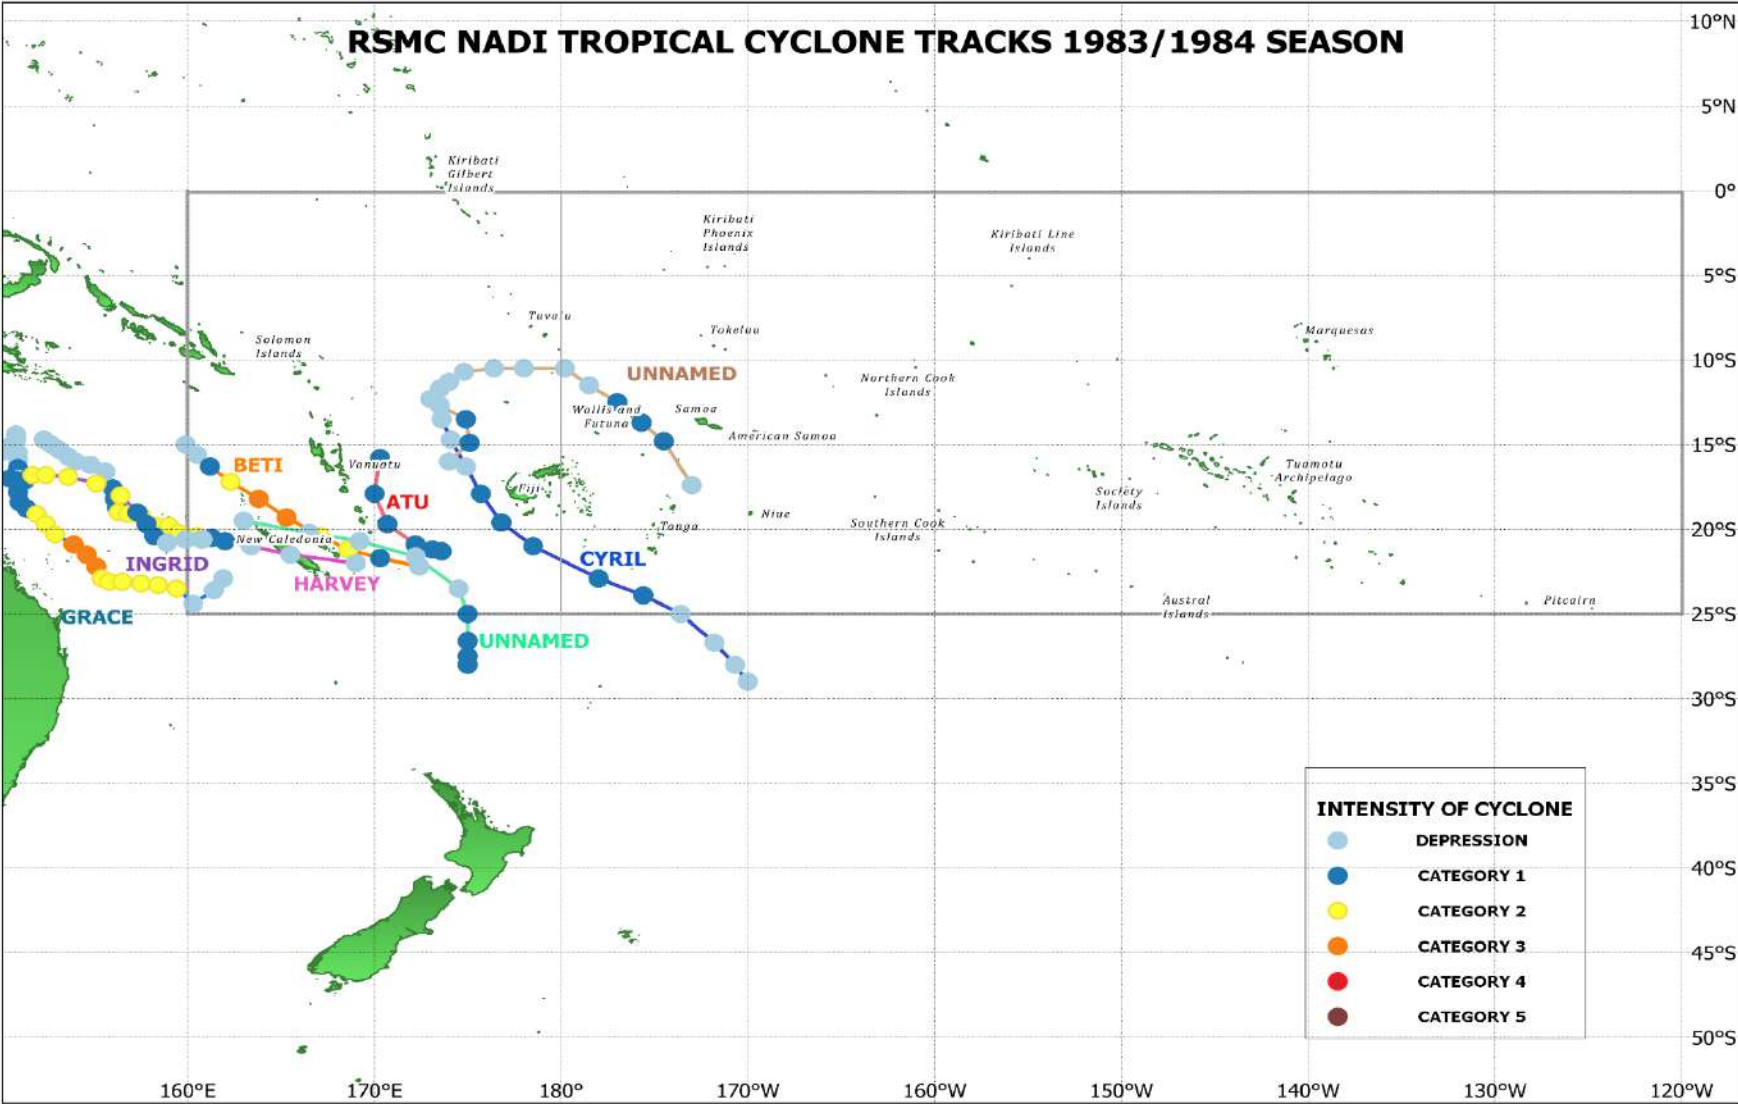 RSMC NADI TROPICAL CYCLONE TRACKS 1983/1984 SEASON
10°N
5°N
Kiribati
Gilbert
Islands
0°
Kiribati
Phoenix
Islands
Kiribati Line
Islands
5°S
Tuvalu
Tokelau
Marquesas
Solomon
Islands
10°S
UNNAMED
Northern Cook
Islands
Wallis and
Futuna
Samoa
American Samoa
15°S
BETI
Vanuatu
Tuamotu
Archipelago
Fiji
ATU
Society
Islands
Niue
Tonga
Southern Cook
Islands
20°S
New Caledonia
INGRID
CYRIL
HARVEY
Austral
Islands
Pitcairn
GRACE
25°S
UNNAMED
30°S
35°S
INTENSITY OF CYCLONE
DEPRESSION
40°S
CATEGORY 1
CATEGORY 2
CATEGORY 3
45°S
CATEGORY 4
CATEGORY 5
50°S
160°E
170°E
180°
170°W
160°W
150°W
140°W
130°W
120°W